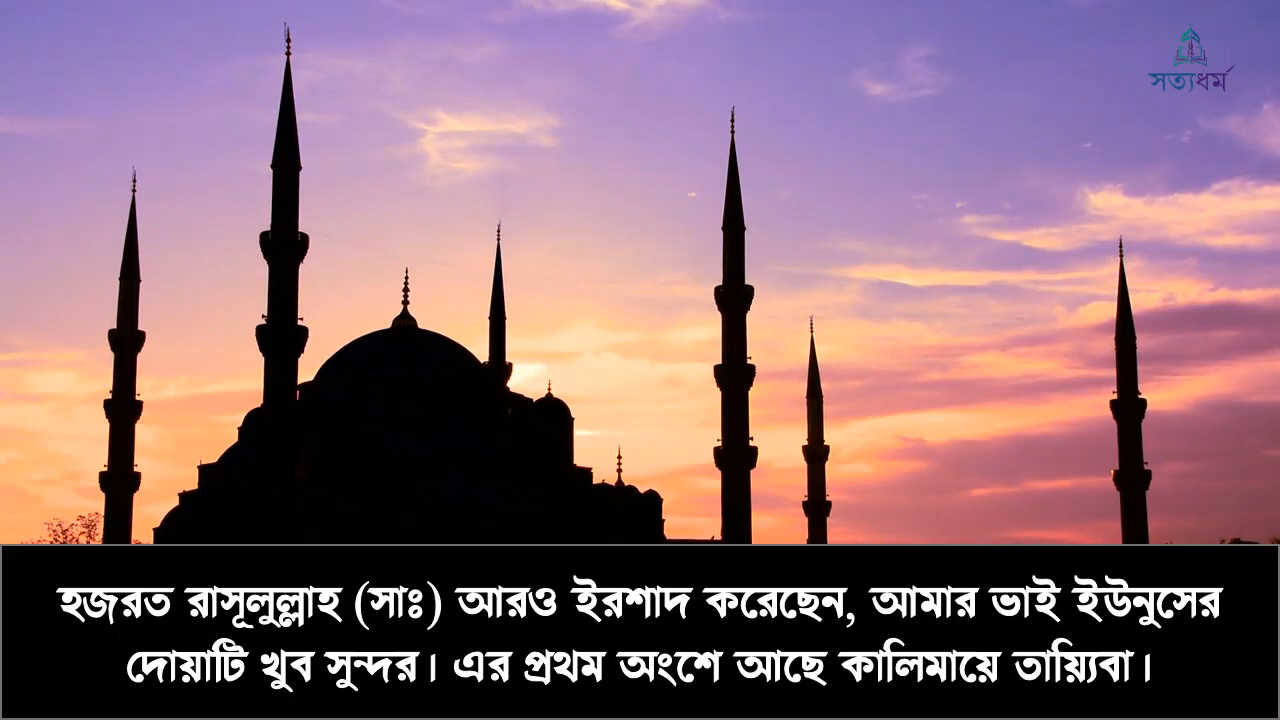 সত্যধর্ম
হজরত রাসূলুল্লাহ (সাঃ) আরও ইরশাদ করেছেন, আমার ভাই ইউনুসের
দোয়াটি খুব সুন্দর। এর প্রথম অংশে আছে কালিমায়ে তায়্যিবা।